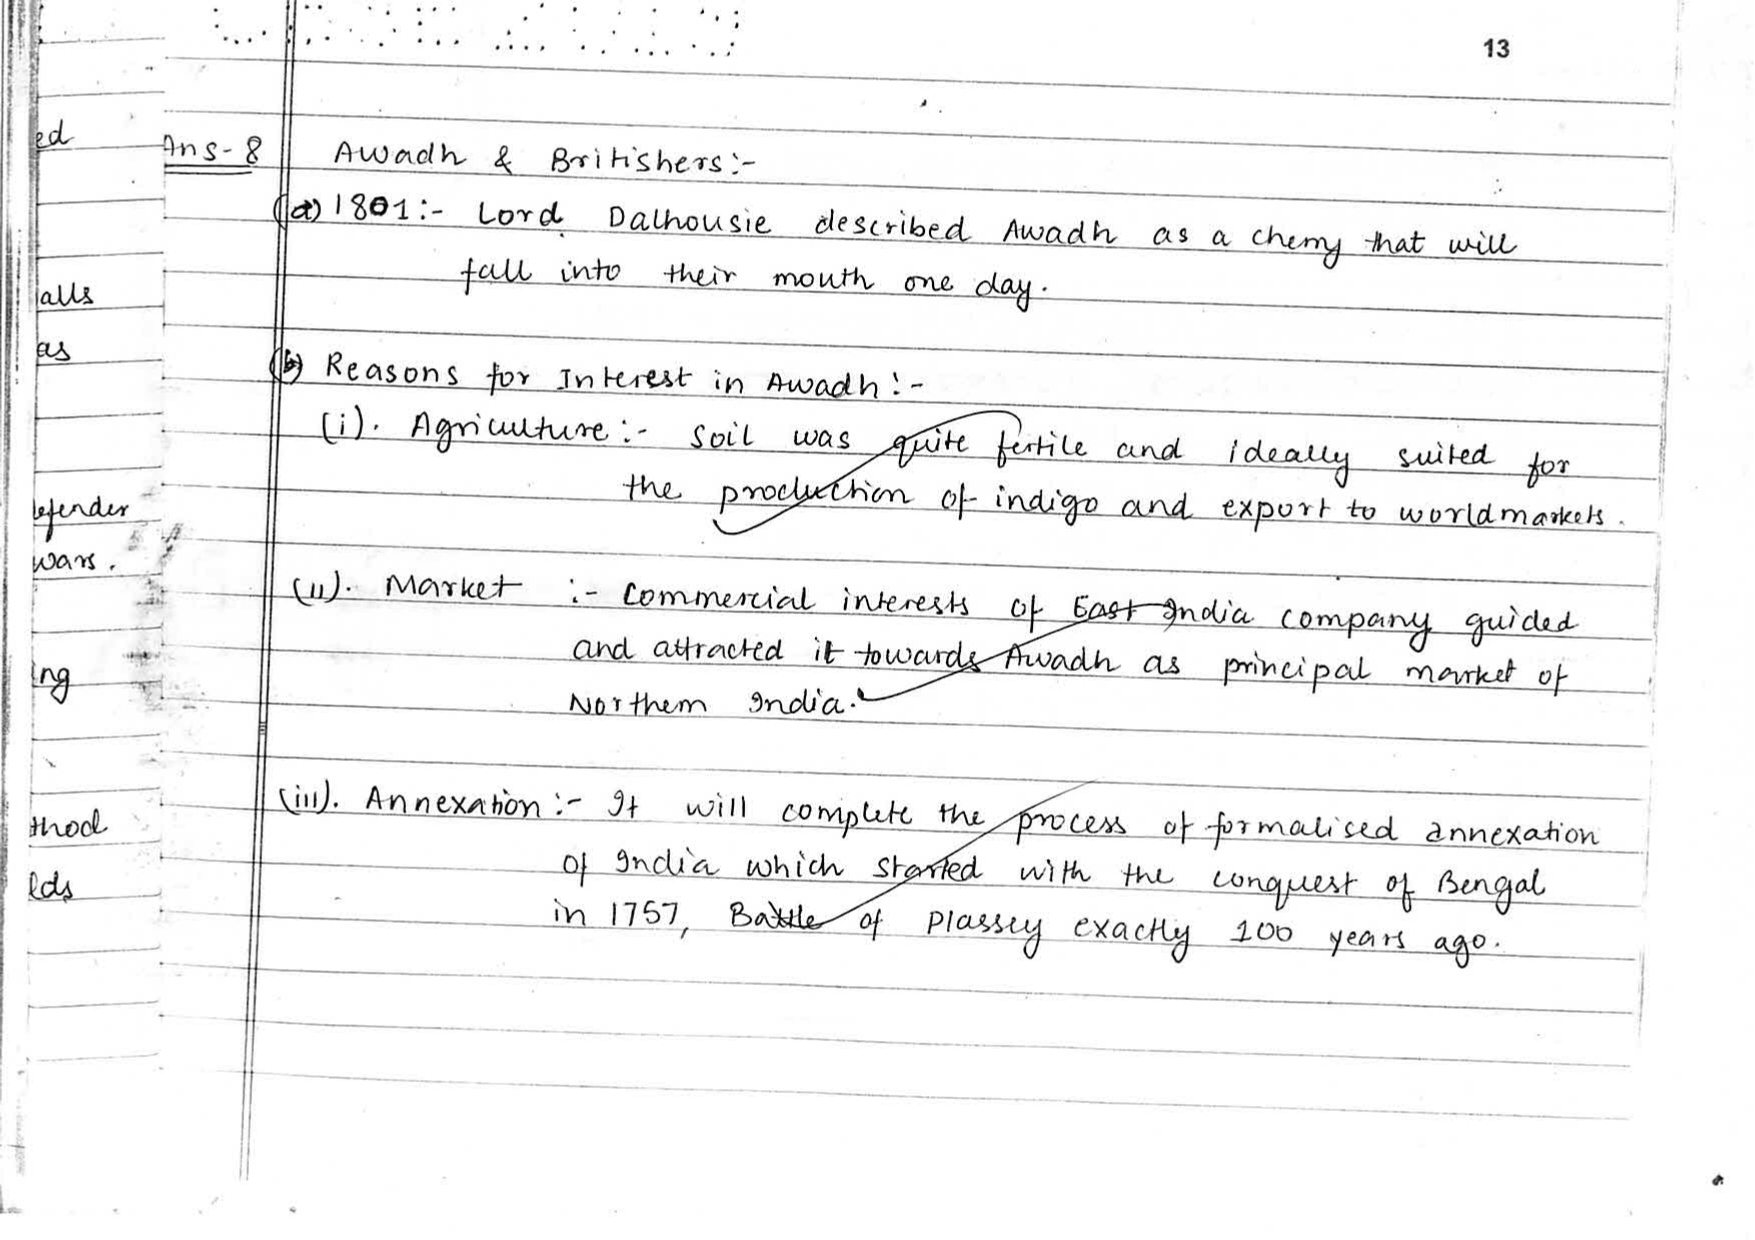 13
ed
Ans-8 Awadh & Britishers:-
(a) 1801:- Lord Dalhousie described Awadh as a cherry that will
fall into their mouth one day.
alls
as
(b) Reasons for Interest in Awadh:-
(i). Agriculture:- soil was quite fertile and ideally suited for
the production of indigo and export to worldmarkets.
efender
wars.
(ii). Market :- commercial interests of East India company guided
and attracted it towards Awadh as principal market of
Northern India.
ing
(iii). Annexation:- It will complete the process of formalised annexation
of India which started with the conquest of Bengal
in 1757, Battle of Plassey exactly 100 years ago.
thod
lds